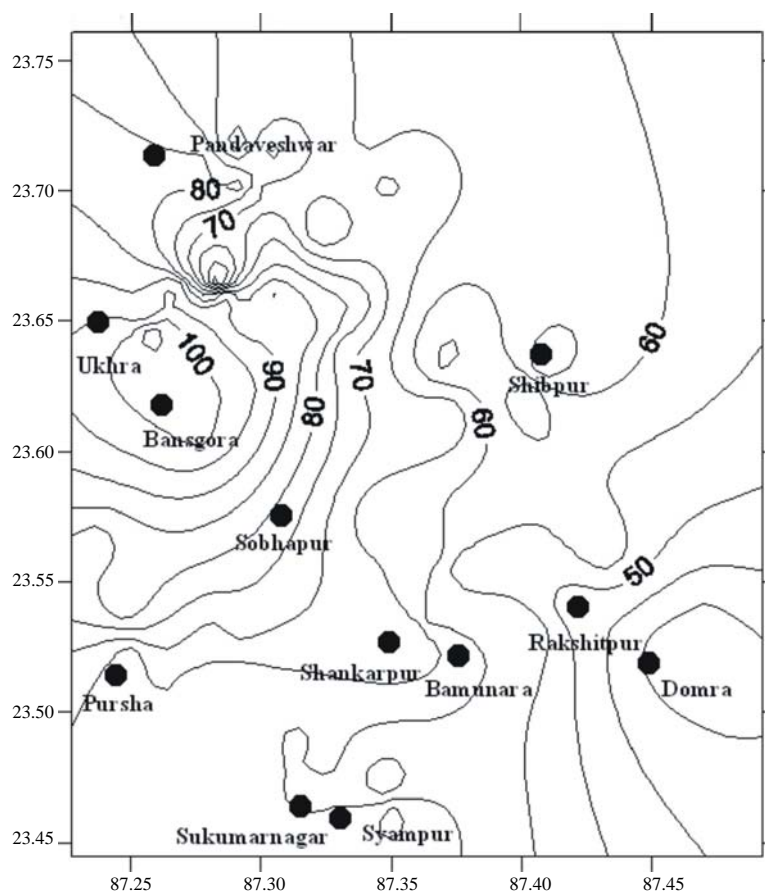 23.75
Pandaveshwar
23.70
80
70
23.65
60
Ukhra
100
90
80
70
Shibpur
60
Bansgora
23.60
Sobhapur
23.55
50
Rakshitpur
Shankarpur
Bamunara
Domra
Pursha
23.50
Sukumarnagar
Syampur
23.45
87.25
87.30
87.35
87.40
87.45